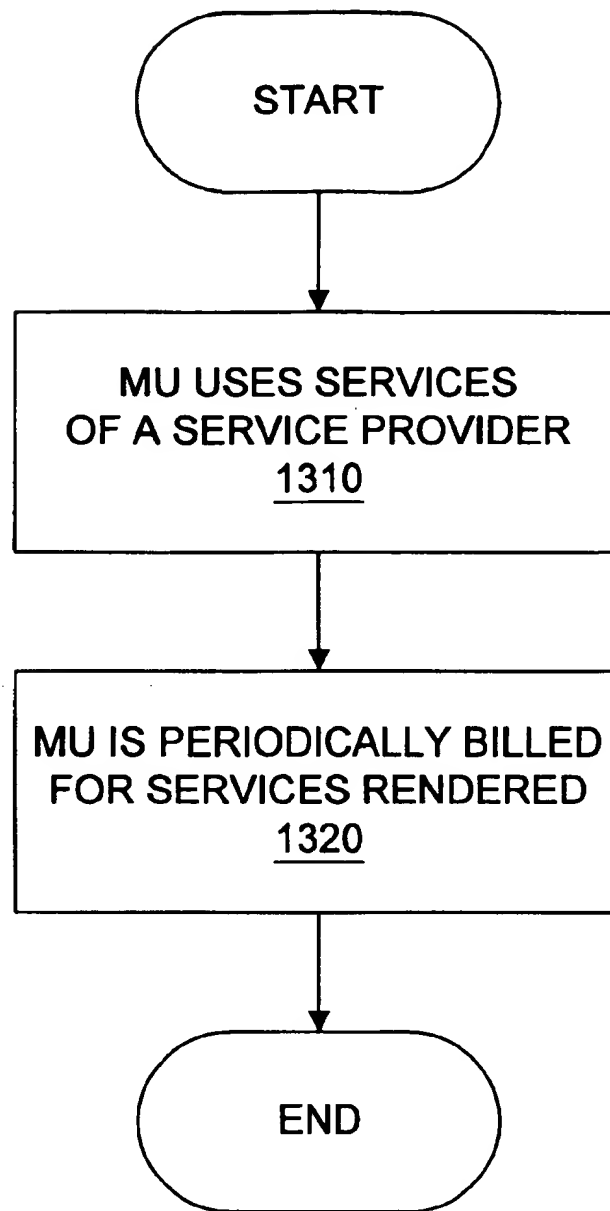 START
MU USES SERVICES
OF A SERVICE PROVIDER
1310
MU IS PERIODICALLY BILLED
FOR SERVICES RENDERED
1320
END